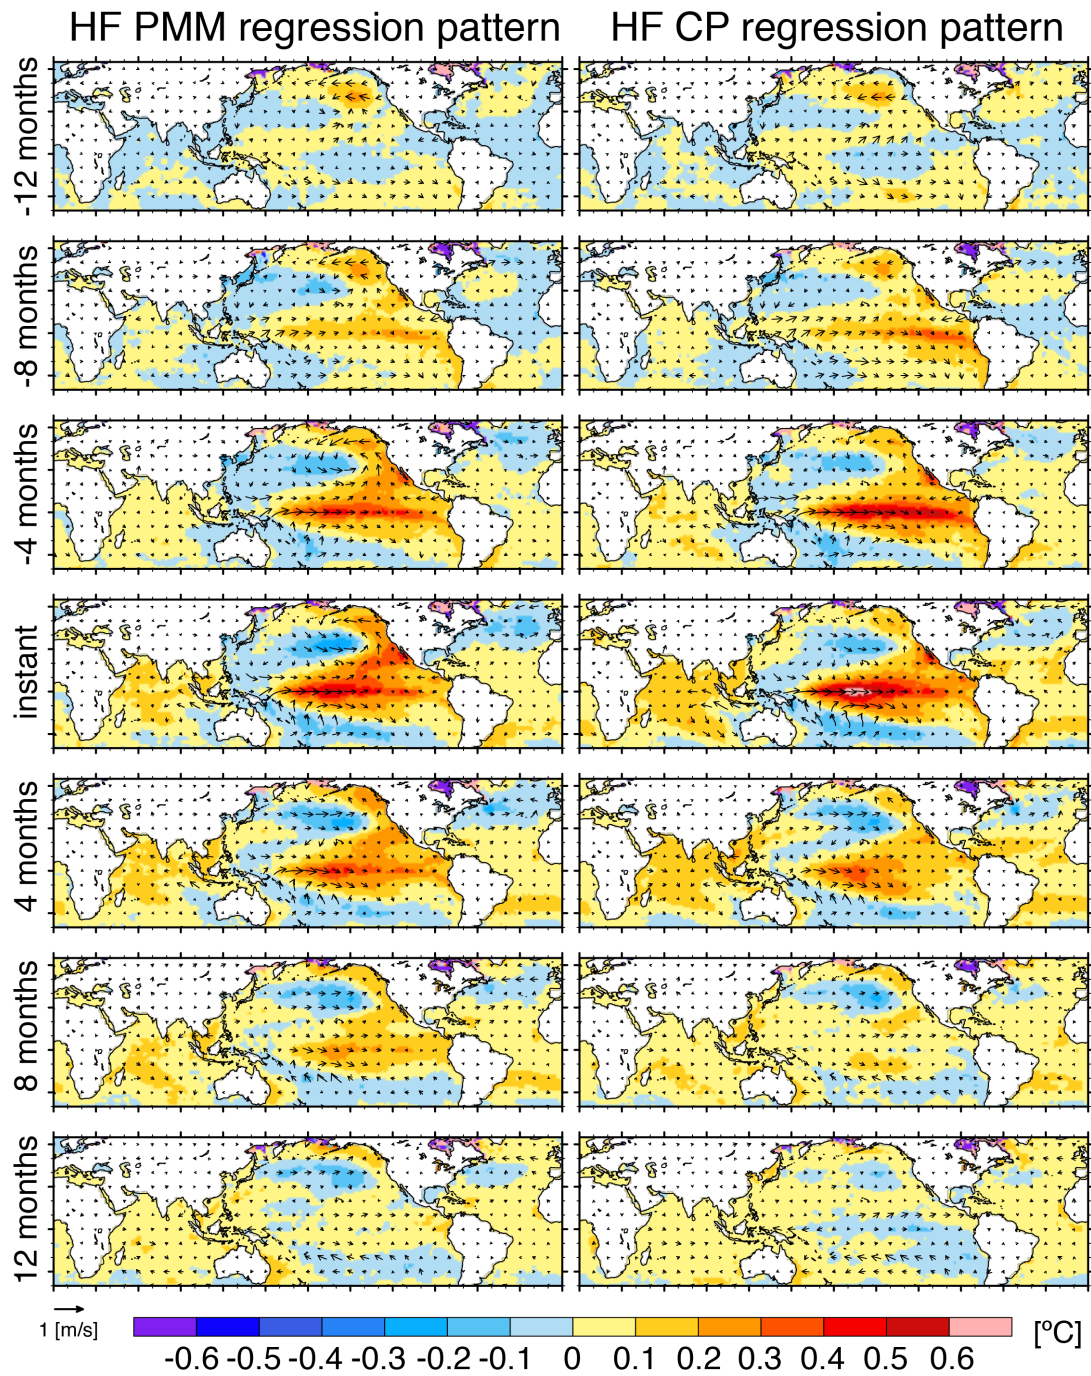 HF PMM regression pattern HF CP regression pattern
-12 months
-8 months
-4 months
instant
4 months
8 months
12 months
1 [m/s]
-0.6 -0.5 -0.4 -0.3 -0.2 -0.1 0 0.1 0.2 0.3 0.4 0.5 0.6 [ºC]